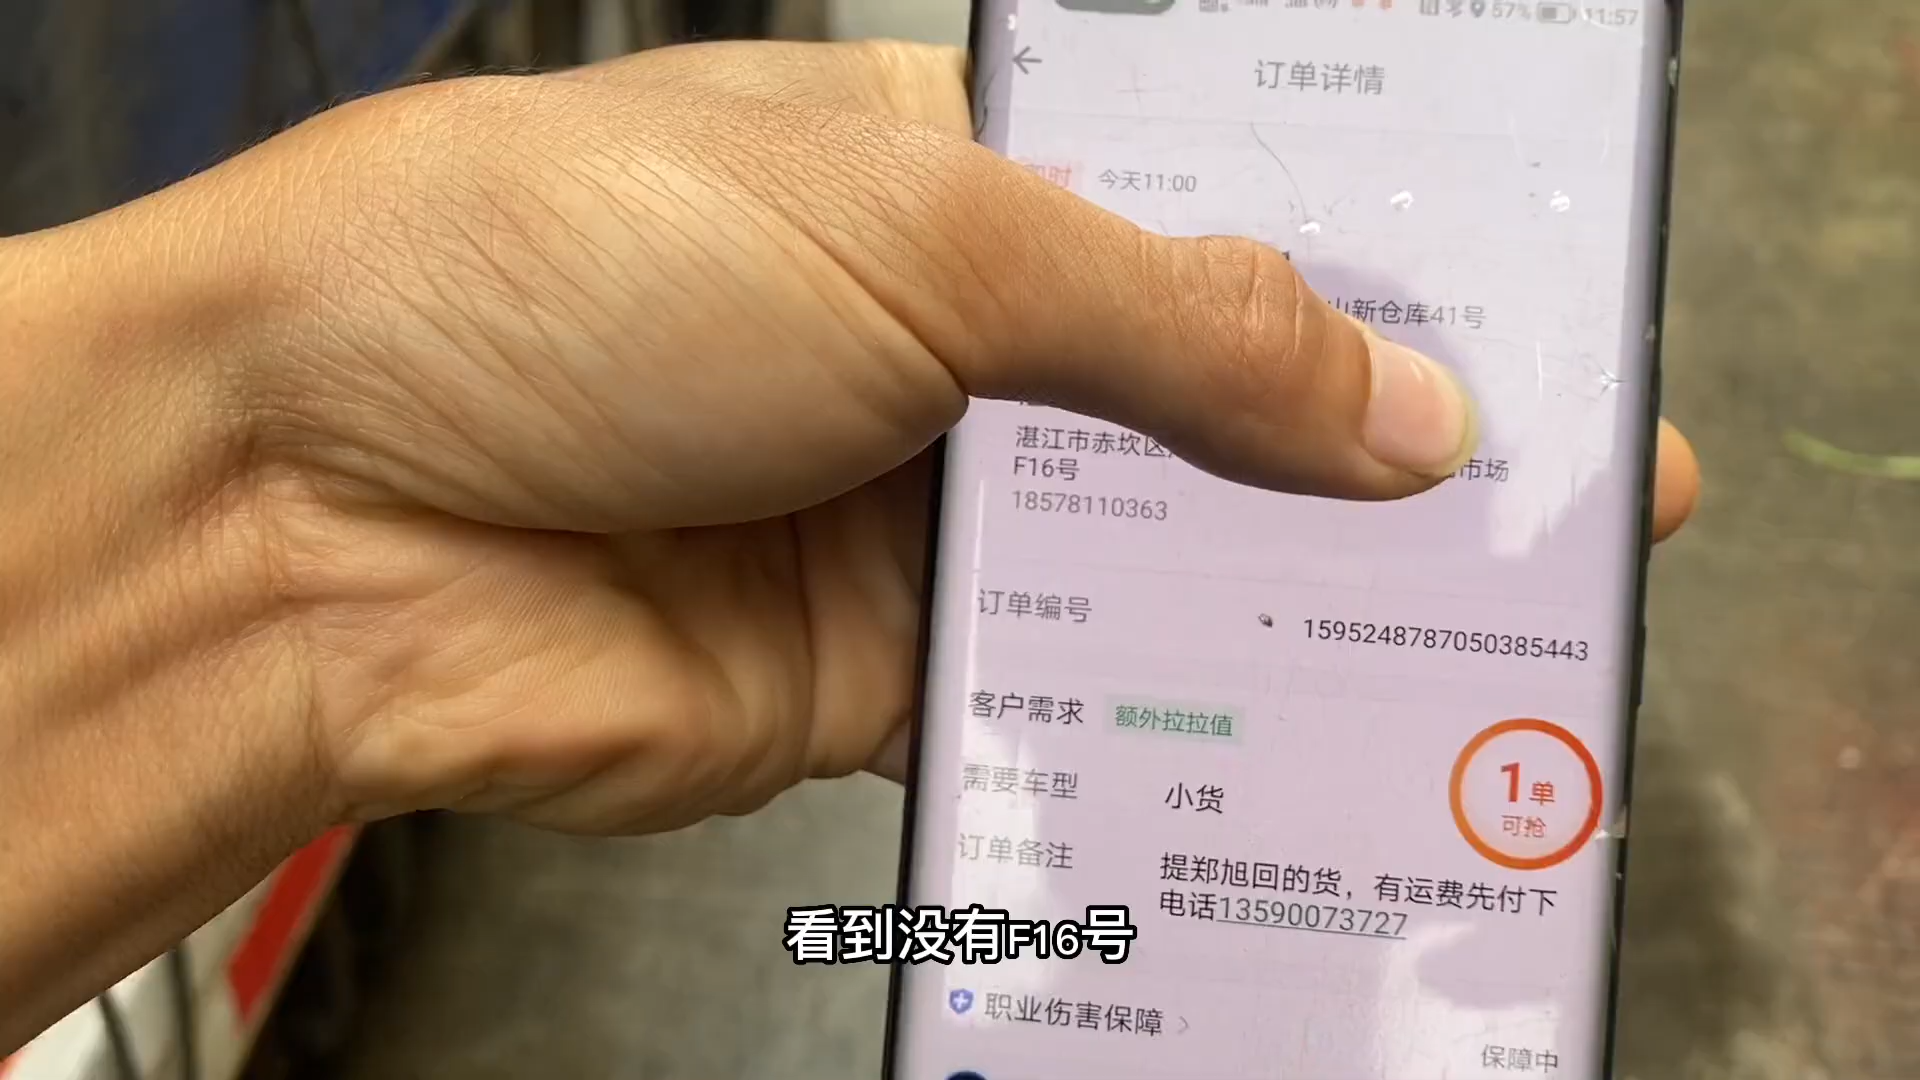 57% 11:57
订单详情
即时 今天11:00
山新仓库41号
湛江市赤坎区
市场
F16号
18578110363
订单编号 1595248787050385443
客户需求 额外拉拉值
需要车型 小货
1单
可抢
订单备注 提郑旭回的货，有运费先付下
电话13590073727
看到没有F16号
职业伤害保障 >
保障中